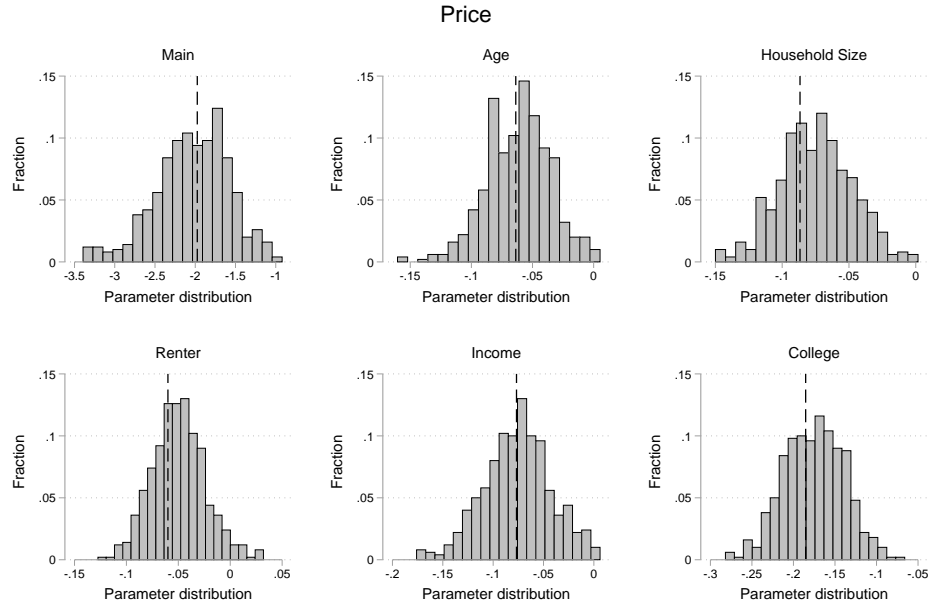 Price
Main
Fraction
.15
.1
.05
0
-3.5 -3 -2.5 -2 -1.5 -1
Parameter distribution
Age
Fraction
.15
.1
.05
0
-.15 -.1 -.05 0
Parameter distribution
Household Size
Fraction
.15
.1
.05
0
-.15 -.1 -.05 0
Parameter distribution
Renter
Fraction
.15
.1
.05
0
-.15 -.1 -.05 0 .05
Parameter distribution
Income
Fraction
.15
.1
.05
0
-.2 -.15 -.1 -.05 0
Parameter distribution
College
Fraction
.15
.1
.05
0
-.3 -.25 -.2 -.15 -.1 -.05
Parameter distribution